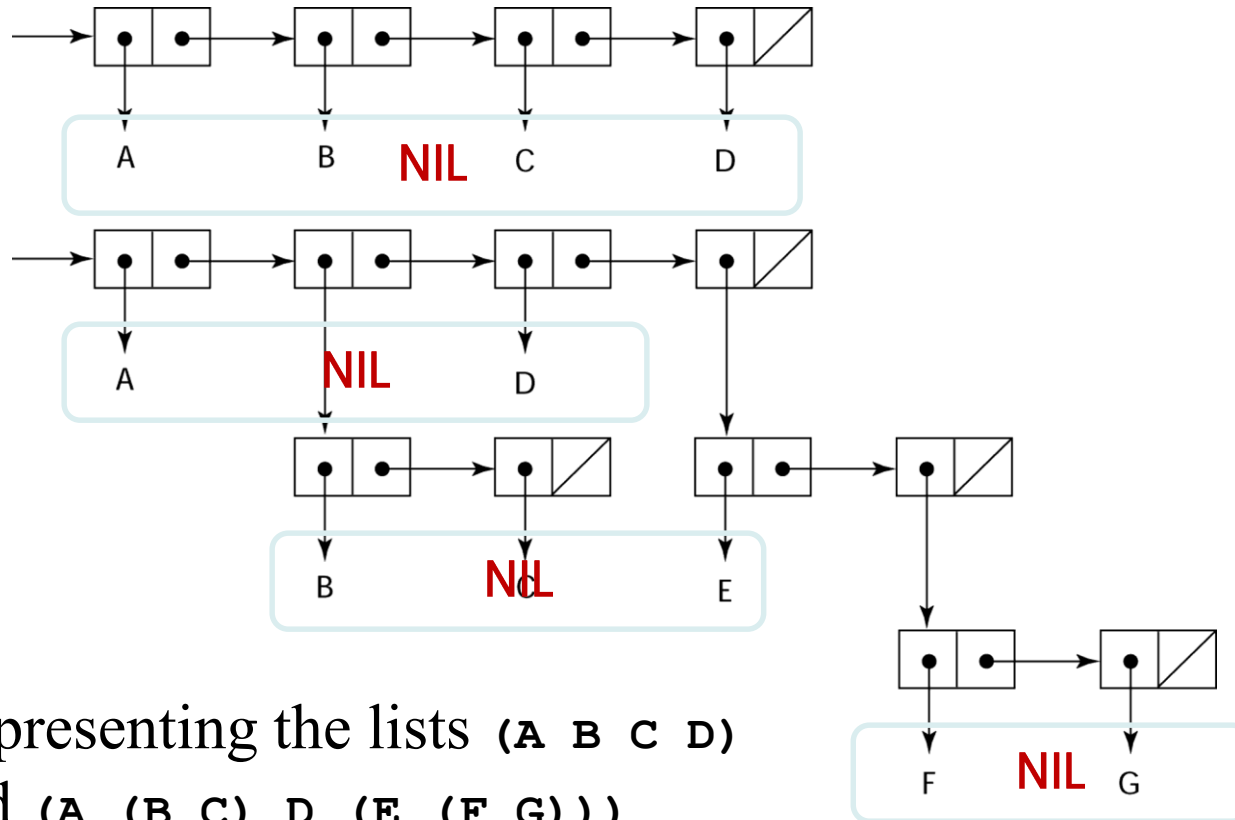 A B NIL C D
A NIL D
B NIL C E
presenting the lists (A B C D)
F NIL G
(A (B C) D (E (F G)))